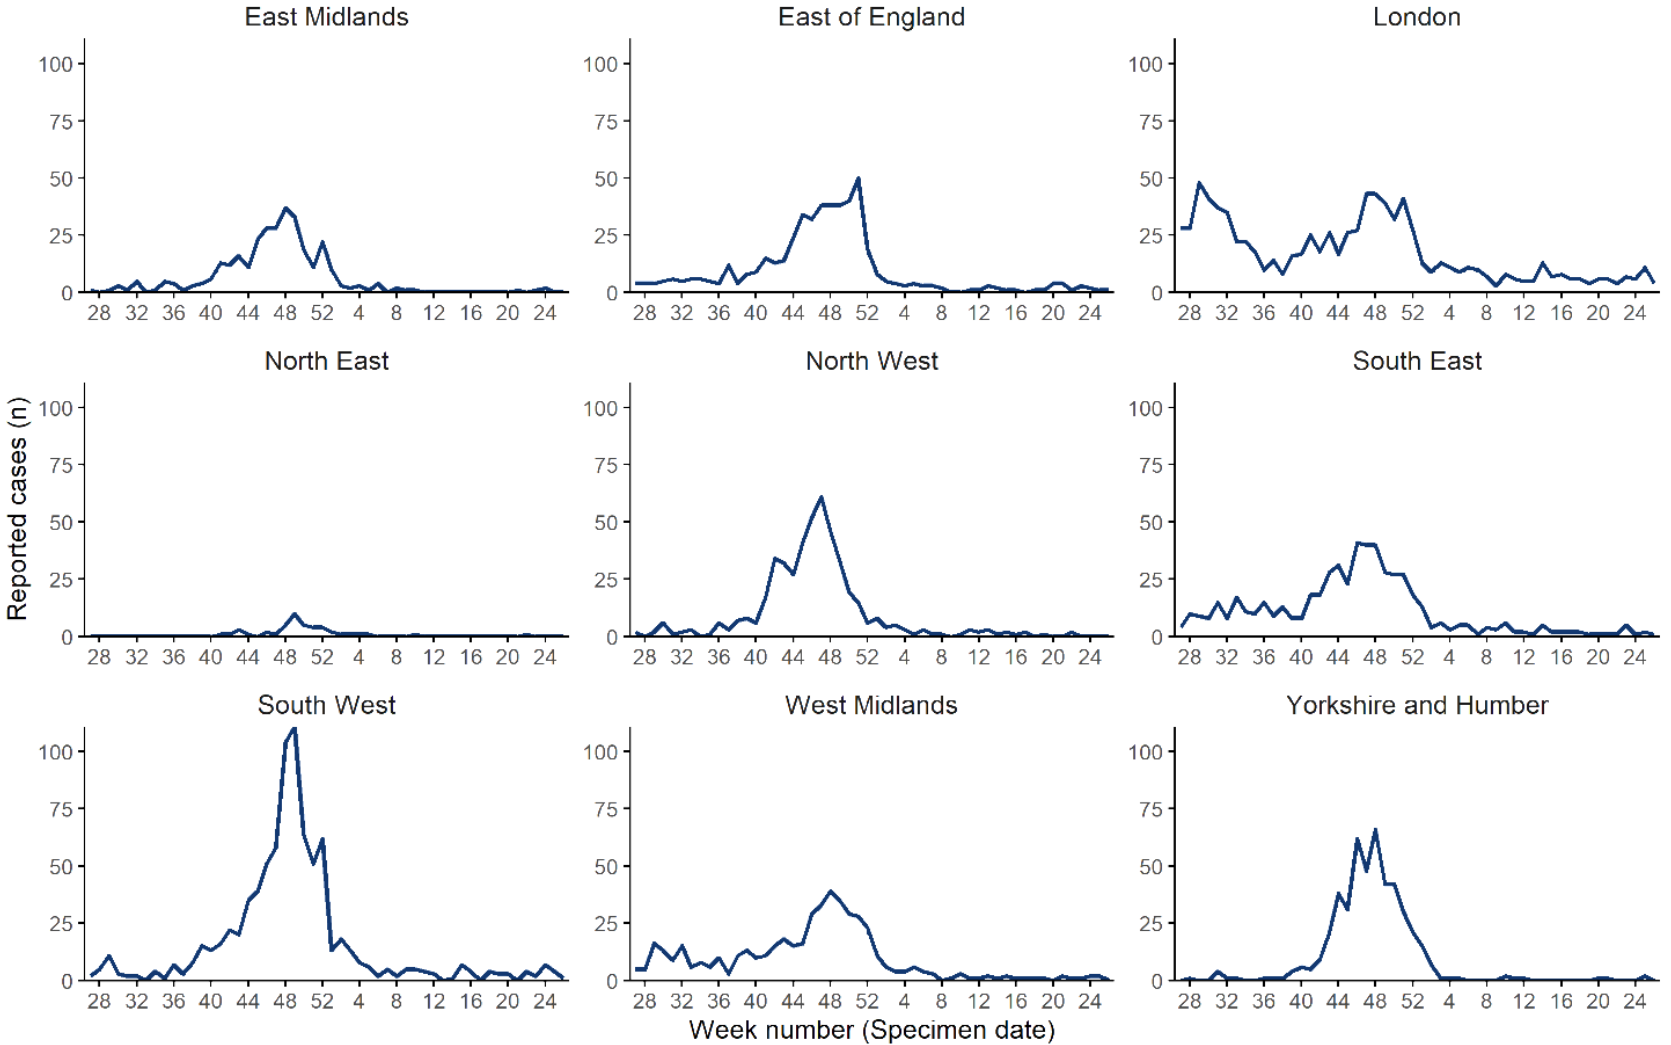 East Midlands East of England London
100 100 100
75 75 75
50 50 50
25 25 25
0 0 0
28 32 36 40 44 48 52 4 8 12 16 20 24 28 32 36 40 44 48 52 4 8 12 16 20 24 28 32 36 40 44 48 52 4 8 12 16 20 24
North East North West South East
100 100 100
75 75 75
50 50 50
25 25 25
0 0 0
28 32 36 40 44 48 52 4 8 12 16 20 24 28 32 36 40 44 48 52 4 8 12 16 20 24 28 32 36 40 44 48 52 4 8 12 16 20 24
South West West Midlands Yorkshire and Humber
100 100 100
75 75 75
50 50 50
25 25 25
0 0 0
28 32 36 40 44 48 52 4 8 12 16 20 24 28 32 36 40 44 48 52 4 8 12 16 20 24 28 32 36 40 44 48 52 4 8 12 16 20 24
Reported cases (n)
Week number (Specimen date)